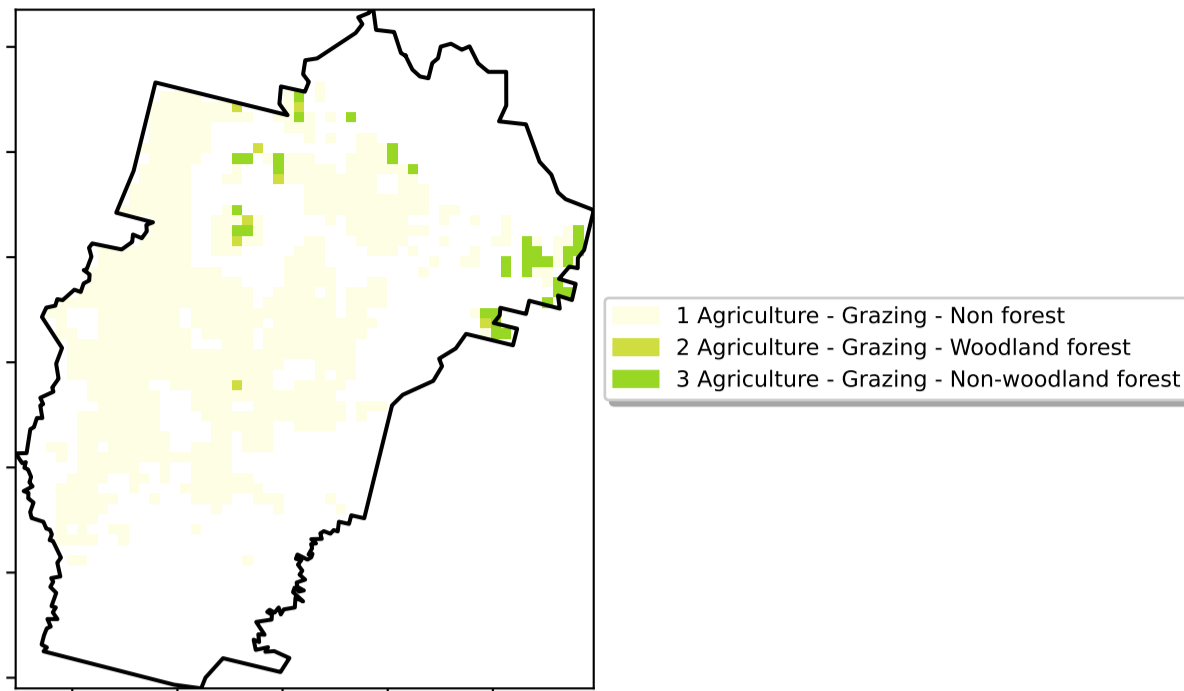 1 Agriculture - Grazing - Non forest
2 Agriculture - Grazing - Woodland forest
3 Agriculture - Grazing - Non-woodland forest